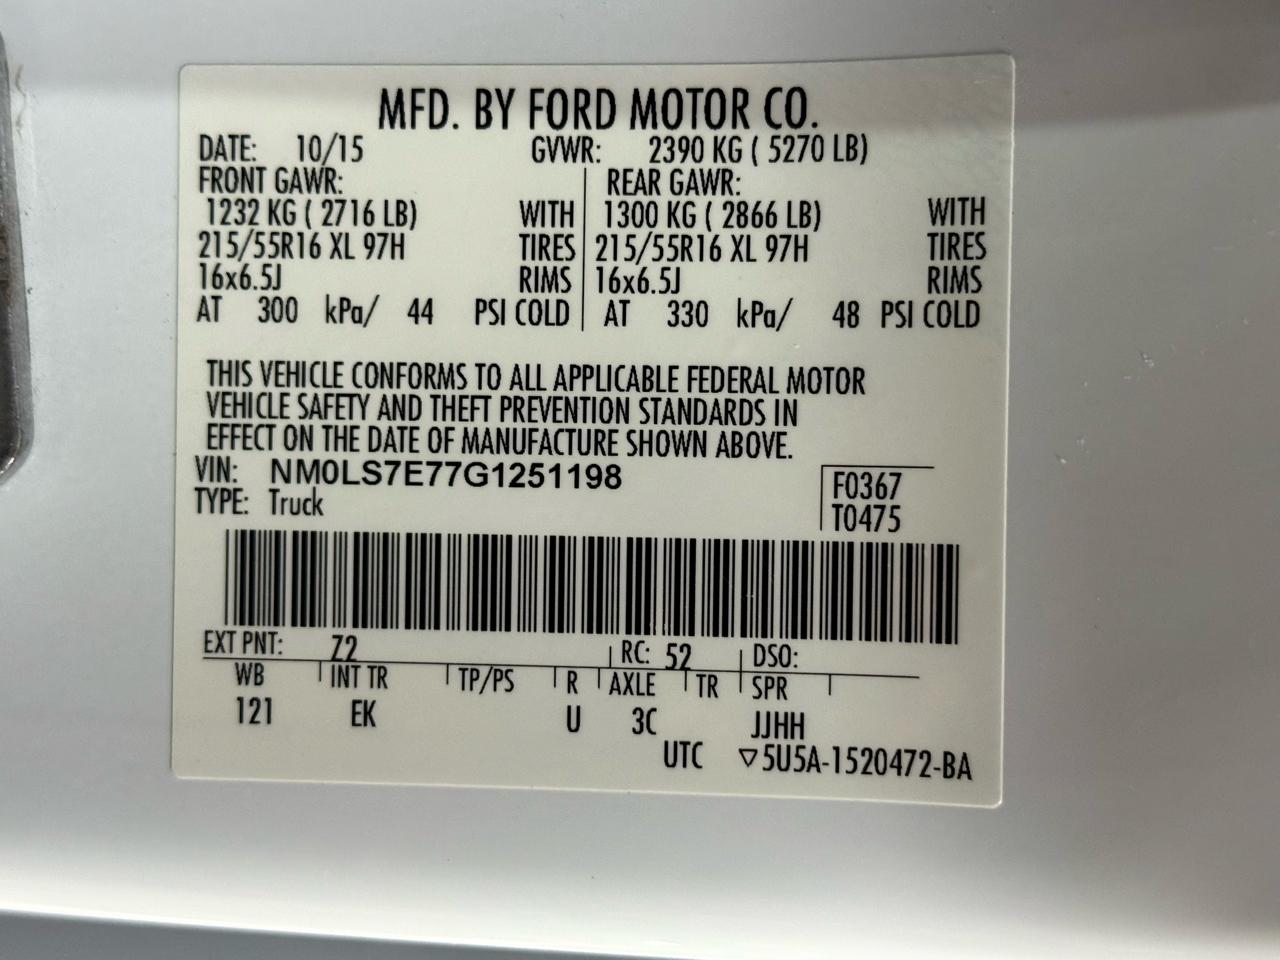 MFD. BY FORD MOTOR CO.
DATE: 10/15 GVWR: 2390 KG ( 5270 LB)
FRONT GAWR: REAR GAWR:
1232 KG ( 2716 LB) WITH 1300 KG ( 2866 LB) WITH
215/55R16 XL 97H TIRES 215/55R16 XL 97H TIRES
16x6.5J RIMS 16x6.5J RIMS
AT 300 kPa/ 44 PSI COLD AT 330 kPa/ 48 PSI COLD
THIS VEHICLE CONFORMS TO ALL APPLICABLE FEDERAL MOTOR
VEHICLE SAFETY AND THEFT PREVENTION STANDARDS IN
EFFECT ON THE DATE OF MANUFACTURE SHOWN ABOVE.
VIN: NM0LS7E77G1251198 F0367
TYPE: Truck T0475
EXT PNT: Z2 RC: 52 DSO:
WB INT TR TP/PS R AXLE TR SPR
121 EK U 3C JJHH
UTC ▽5U5A-1520472-BA